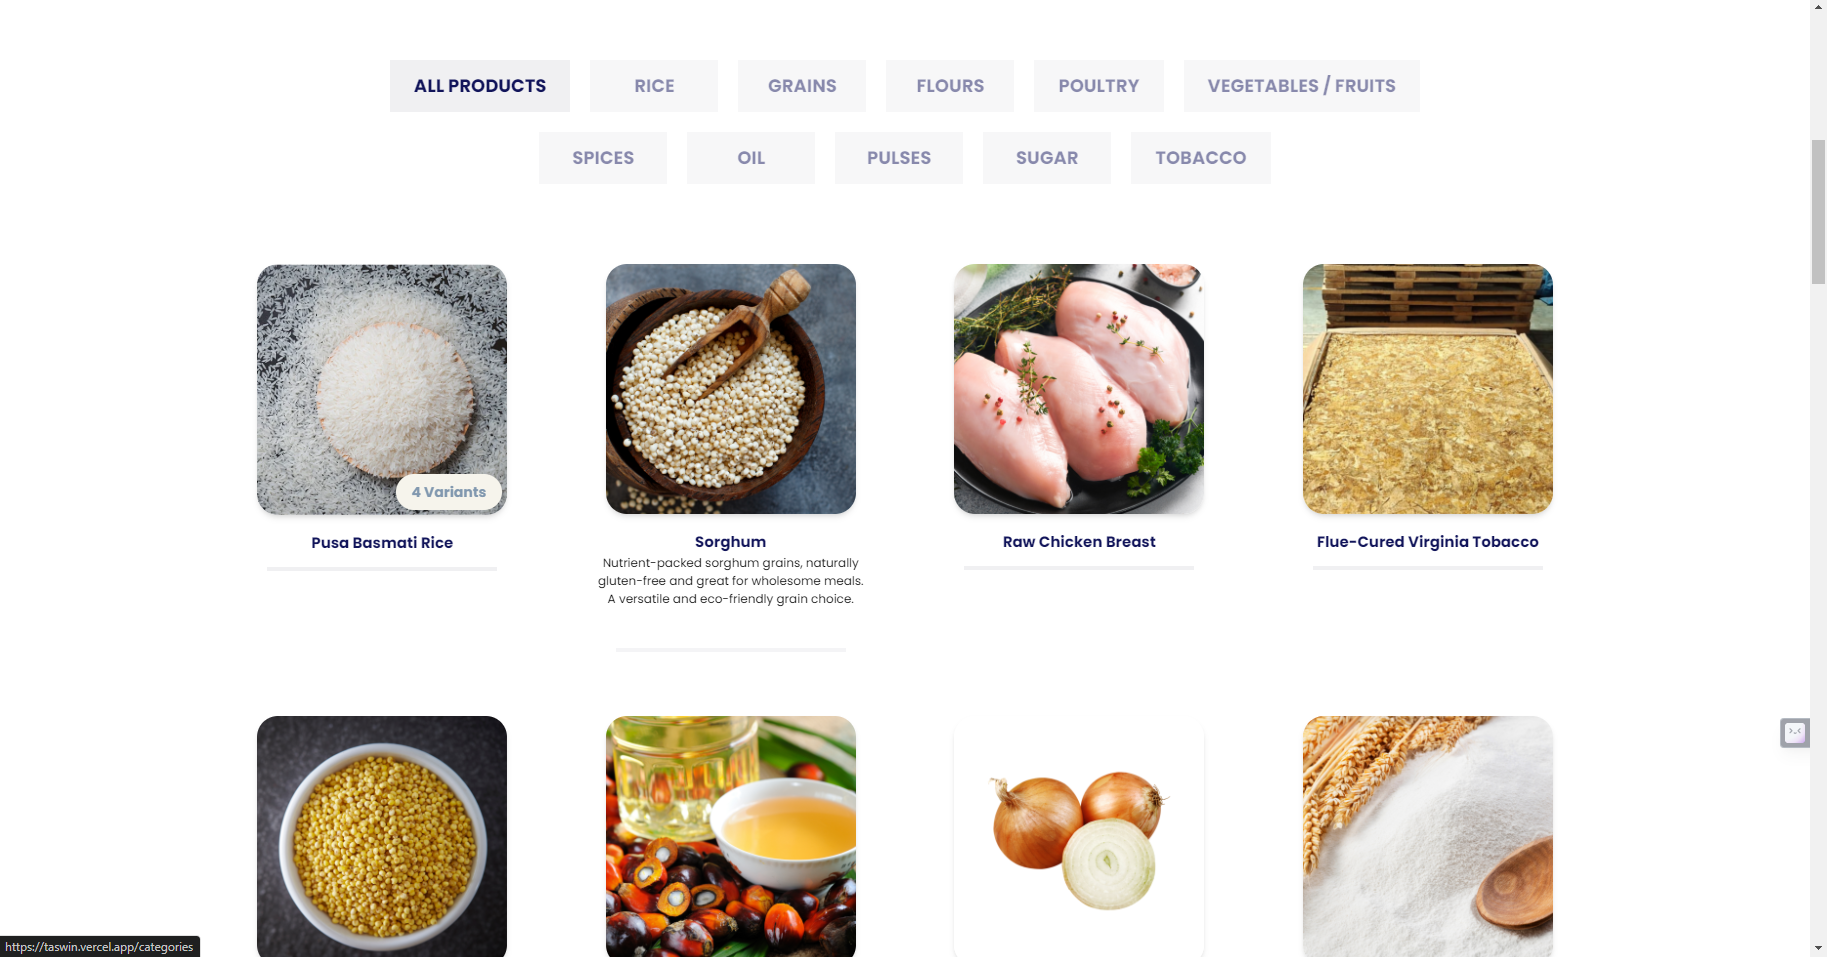 ALL PRODUCTS
RICE
GRAINS
FLOURS
POULTRY
VEGETABLES / FRUITS
SPICES
OIL
PULSES
SUGAR
TOBACCO
4 Variants
Pusa Basmati Rice
Sorghum
Nutrient-packed sorghum grains, naturally
gluten-free and great for wholesome meals.
A versatile and eco-friendly grain choice.
Raw Chicken Breast
Flue-Cured Virginia Tobacco
https://taswin.vercel.app/categories